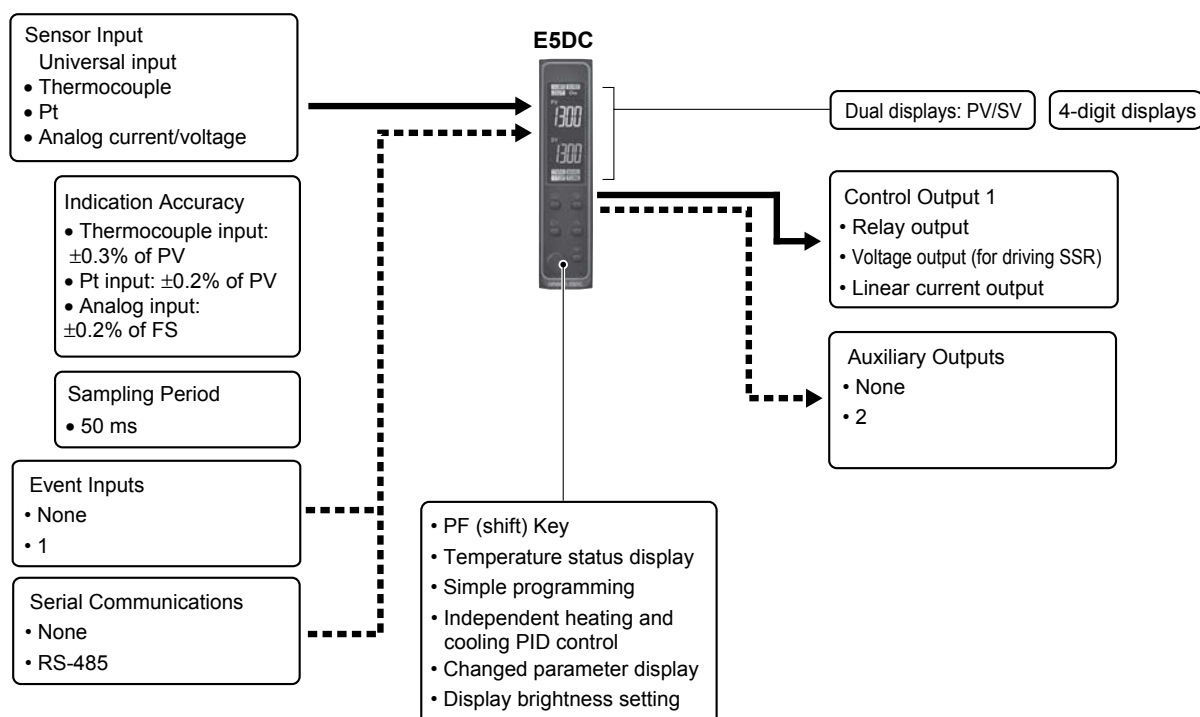 Sensor Input
Universal input
• Thermocouple
• Pt
• Analog current/voltage
Indication Accuracy
• Thermocouple input:
±0.3% of PV
• Pt input: ±0.2% of PV
• Analog input:
±0.2% of FS
Sampling Period
• 50 ms
Event Inputs
• None
• 1
Serial Communications
• None
• RS-485
E5DC
PV
1300
SV
1300
• PF (shift) Key
• Temperature status display
• Simple programming
• Independent heating and
cooling PID control
• Changed parameter display
• Display brightness setting
Dual displays: PV/SV
4-digit displays
Control Output 1
• Relay output
• Voltage output (for driving SSR)
• Linear current output
Auxiliary Outputs
• None
• 2